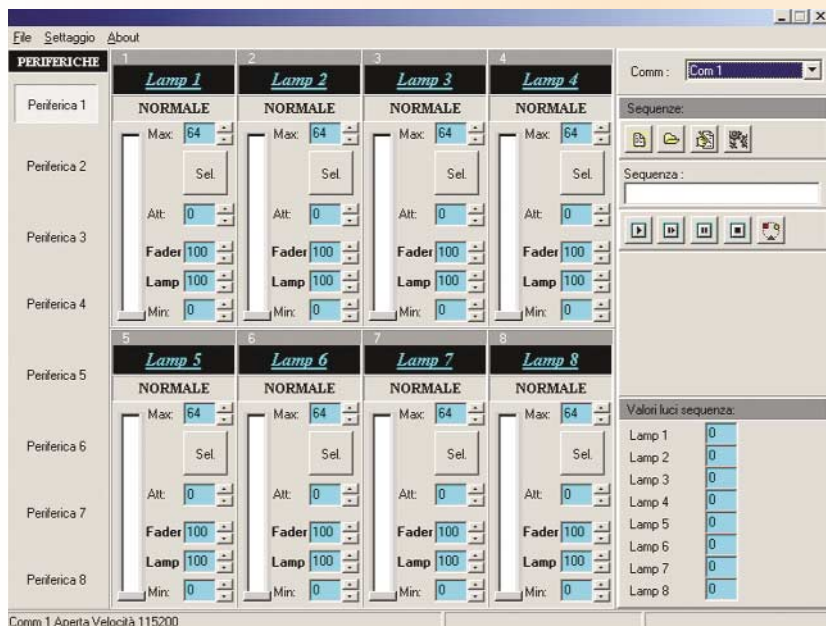 File Settaggio About
PERIFERICHE
Periferica 1
Periferica 2
Periferica 3
Periferica 4
Periferica 5
Periferica 6
Periferica 7
Periferica 8
1
Lamp 1
NORMALE
Max: 64
Sel.
Att: 0
Fader 100
Lamp 100
Min: 0
2
Lamp 2
NORMALE
Max: 64
Sel.
Att: 0
Fader 100
Lamp 100
Min: 0
3
Lamp 3
NORMALE
Max: 64
Sel.
Att: 0
Fader 100
Lamp 100
Min: 0
4
Lamp 4
NORMALE
Max: 64
Sel.
Att: 0
Fader 100
Lamp 100
Min: 0
5
Lamp 5
NORMALE
Max: 64
Sel.
Att: 0
Fader 100
Lamp 100
Min: 0
6
Lamp 6
NORMALE
Max: 64
Sel.
Att: 0
Fader 100
Lamp 100
Min: 0
7
Lamp 7
NORMALE
Max: 64
Sel.
Att: 0
Fader 100
Lamp 100
Min: 0
8
Lamp 8
NORMALE
Max: 64
Sel.
Att: 0
Fader 100
Lamp 100
Min: 0
Comm : Com 1
Sequenze:
Sequenza :
Valori luci sequenza:
Lamp 1 0
Lamp 2 0
Lamp 3 0
Lamp 4 0
Lamp 5 0
Lamp 6 0
Lamp 7 0
Lamp 8 0
Comm 1 Aperta Velocità 115200